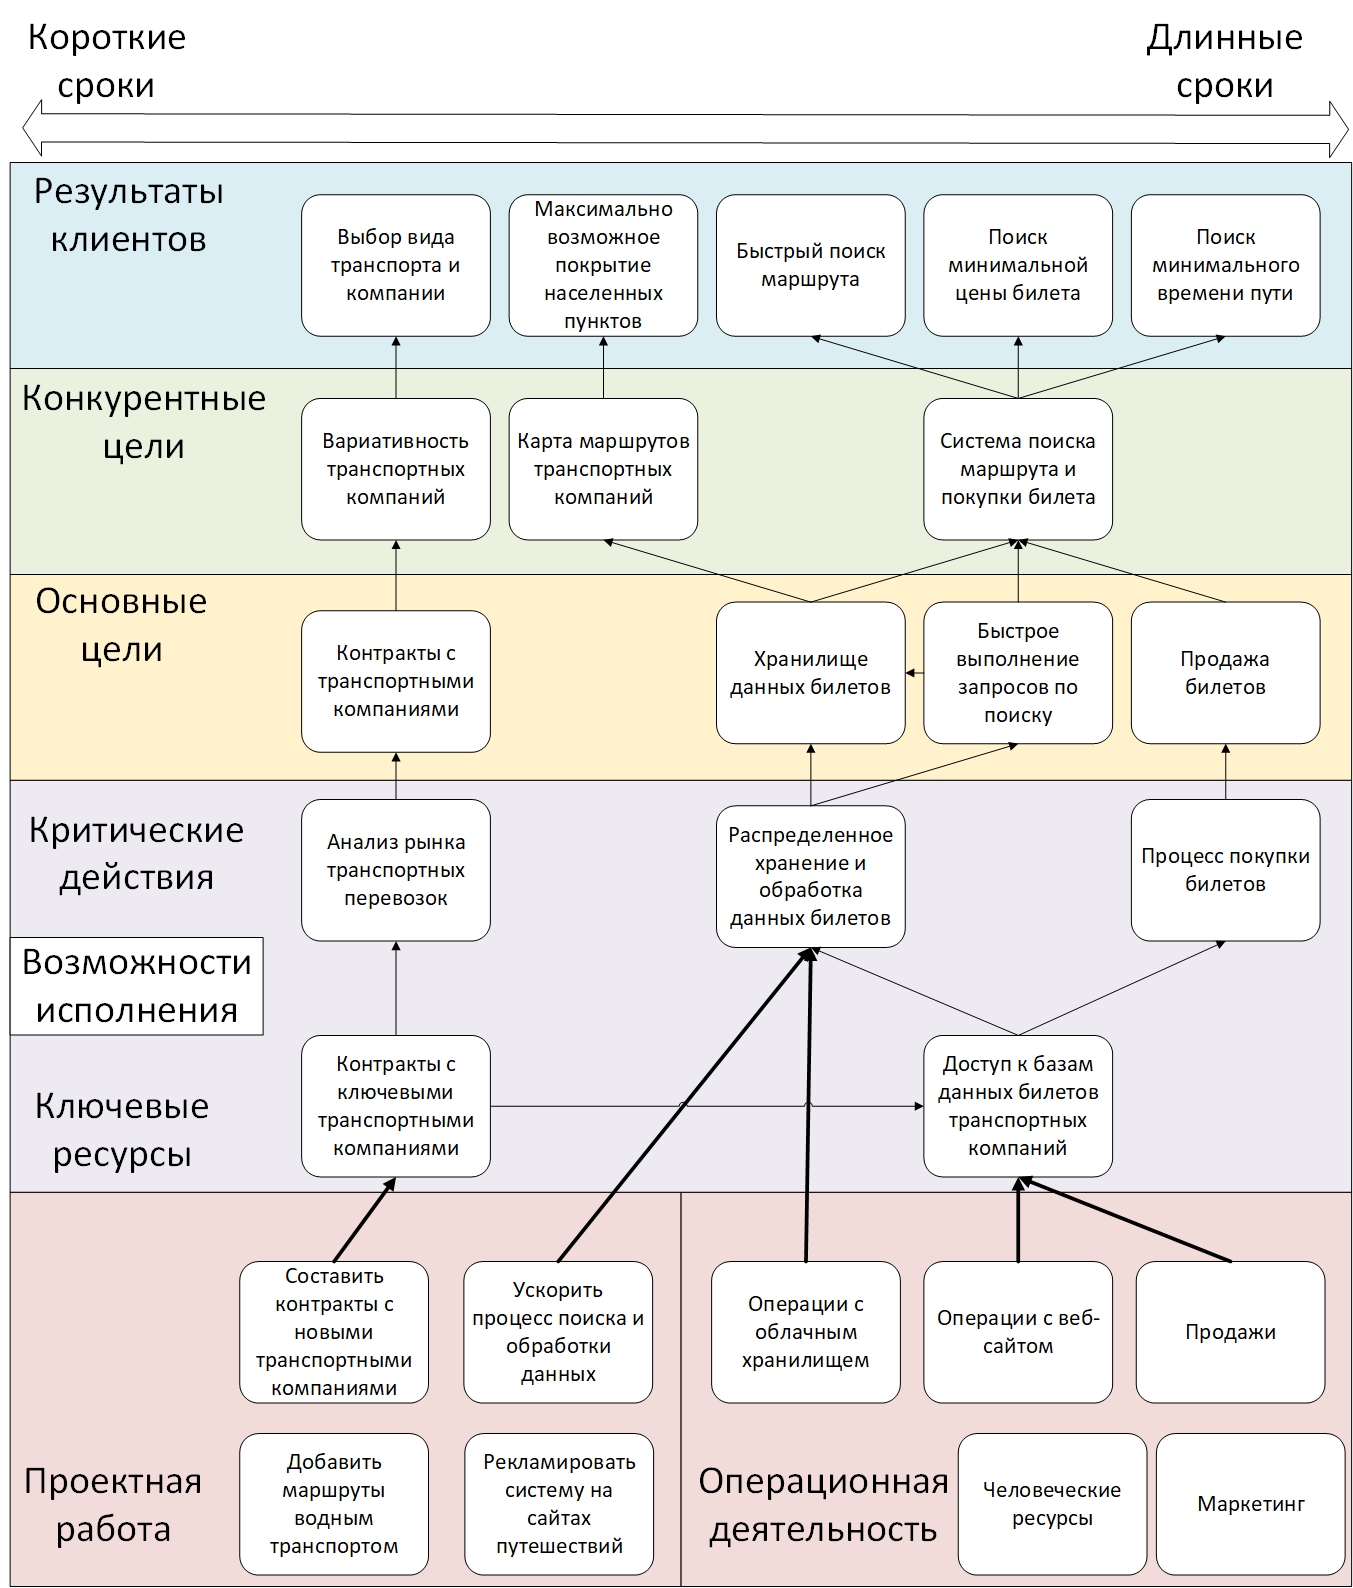 Короткие
сроки
Длинные
сроки
Результаты
клиентов
Выбор вида
транспорта и
компании
Максимально
возможное
покрытие
населенных
пунктов
Быстрый поиск
маршрута
Поиск
минимальной
цены билета
Поиск
минимального
времени пути
Конкурентные
цели
Вариативность
транспортных
компаний
Карта маршрутов
транспортных
компаний
Система поиска
маршрута и
покупки билета
Основные
цели
Контракты с
транспортными
компаниями
Хранилище
данных билетов
Быстрое
выполнение
запросов по
поиску
Продажа
билетов
Критические
действия
Анализ рынка
транспортных
перевозок
Распределенное
хранение и
обработка
данных билетов
Процесс покупки
билетов
Возможности
исполнения
Ключевые
ресурсы
Контракты с
ключевыми
транспортными
компаниями
Доступ к базам
данных билетов
транспортных
компаний
Составить
контракты с
новыми
транспортными
компаниями
Ускорить
процесс поиска и
обработки
данных
Операции с
облачным
хранилищем
Операции с веб-
сайтом
Продажи
Проектная
работа
Добавить
маршруты
водным
транспортом
Рекламировать
систему на
сайтах
путешествий
Операционная
деятельность
Человеческие
ресурсы
Маркетинг